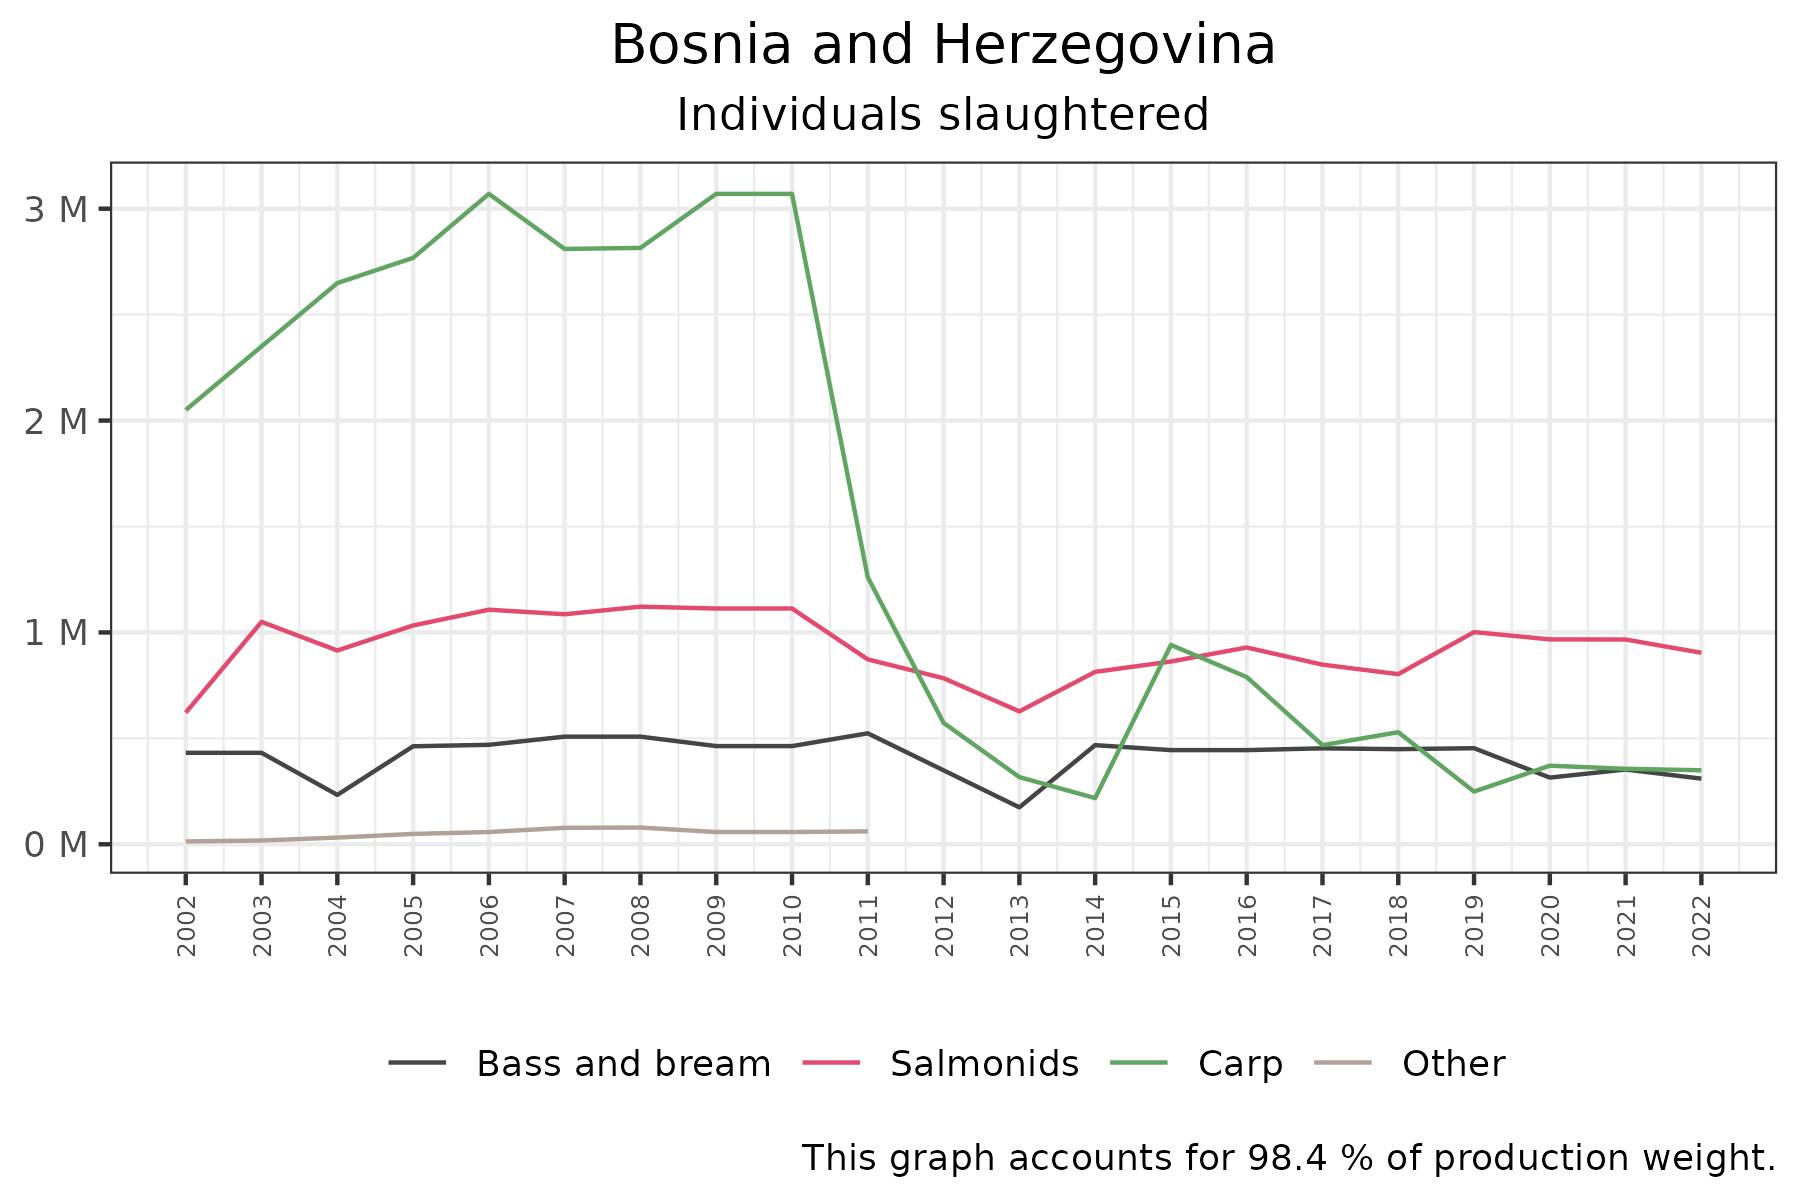 Bosnia and Herzegovina
Individuals slaughtered
3 M
2 M
1 M
0 M
2002 2003 2004 2005 2006 2007 2008 2009 2010 2011 2012 2013 2014 2015 2016 2017 2018 2019 2020 2021 2022
Bass and bream Salmonids Carp Other
This graph accounts for 98.4 % of production weight.